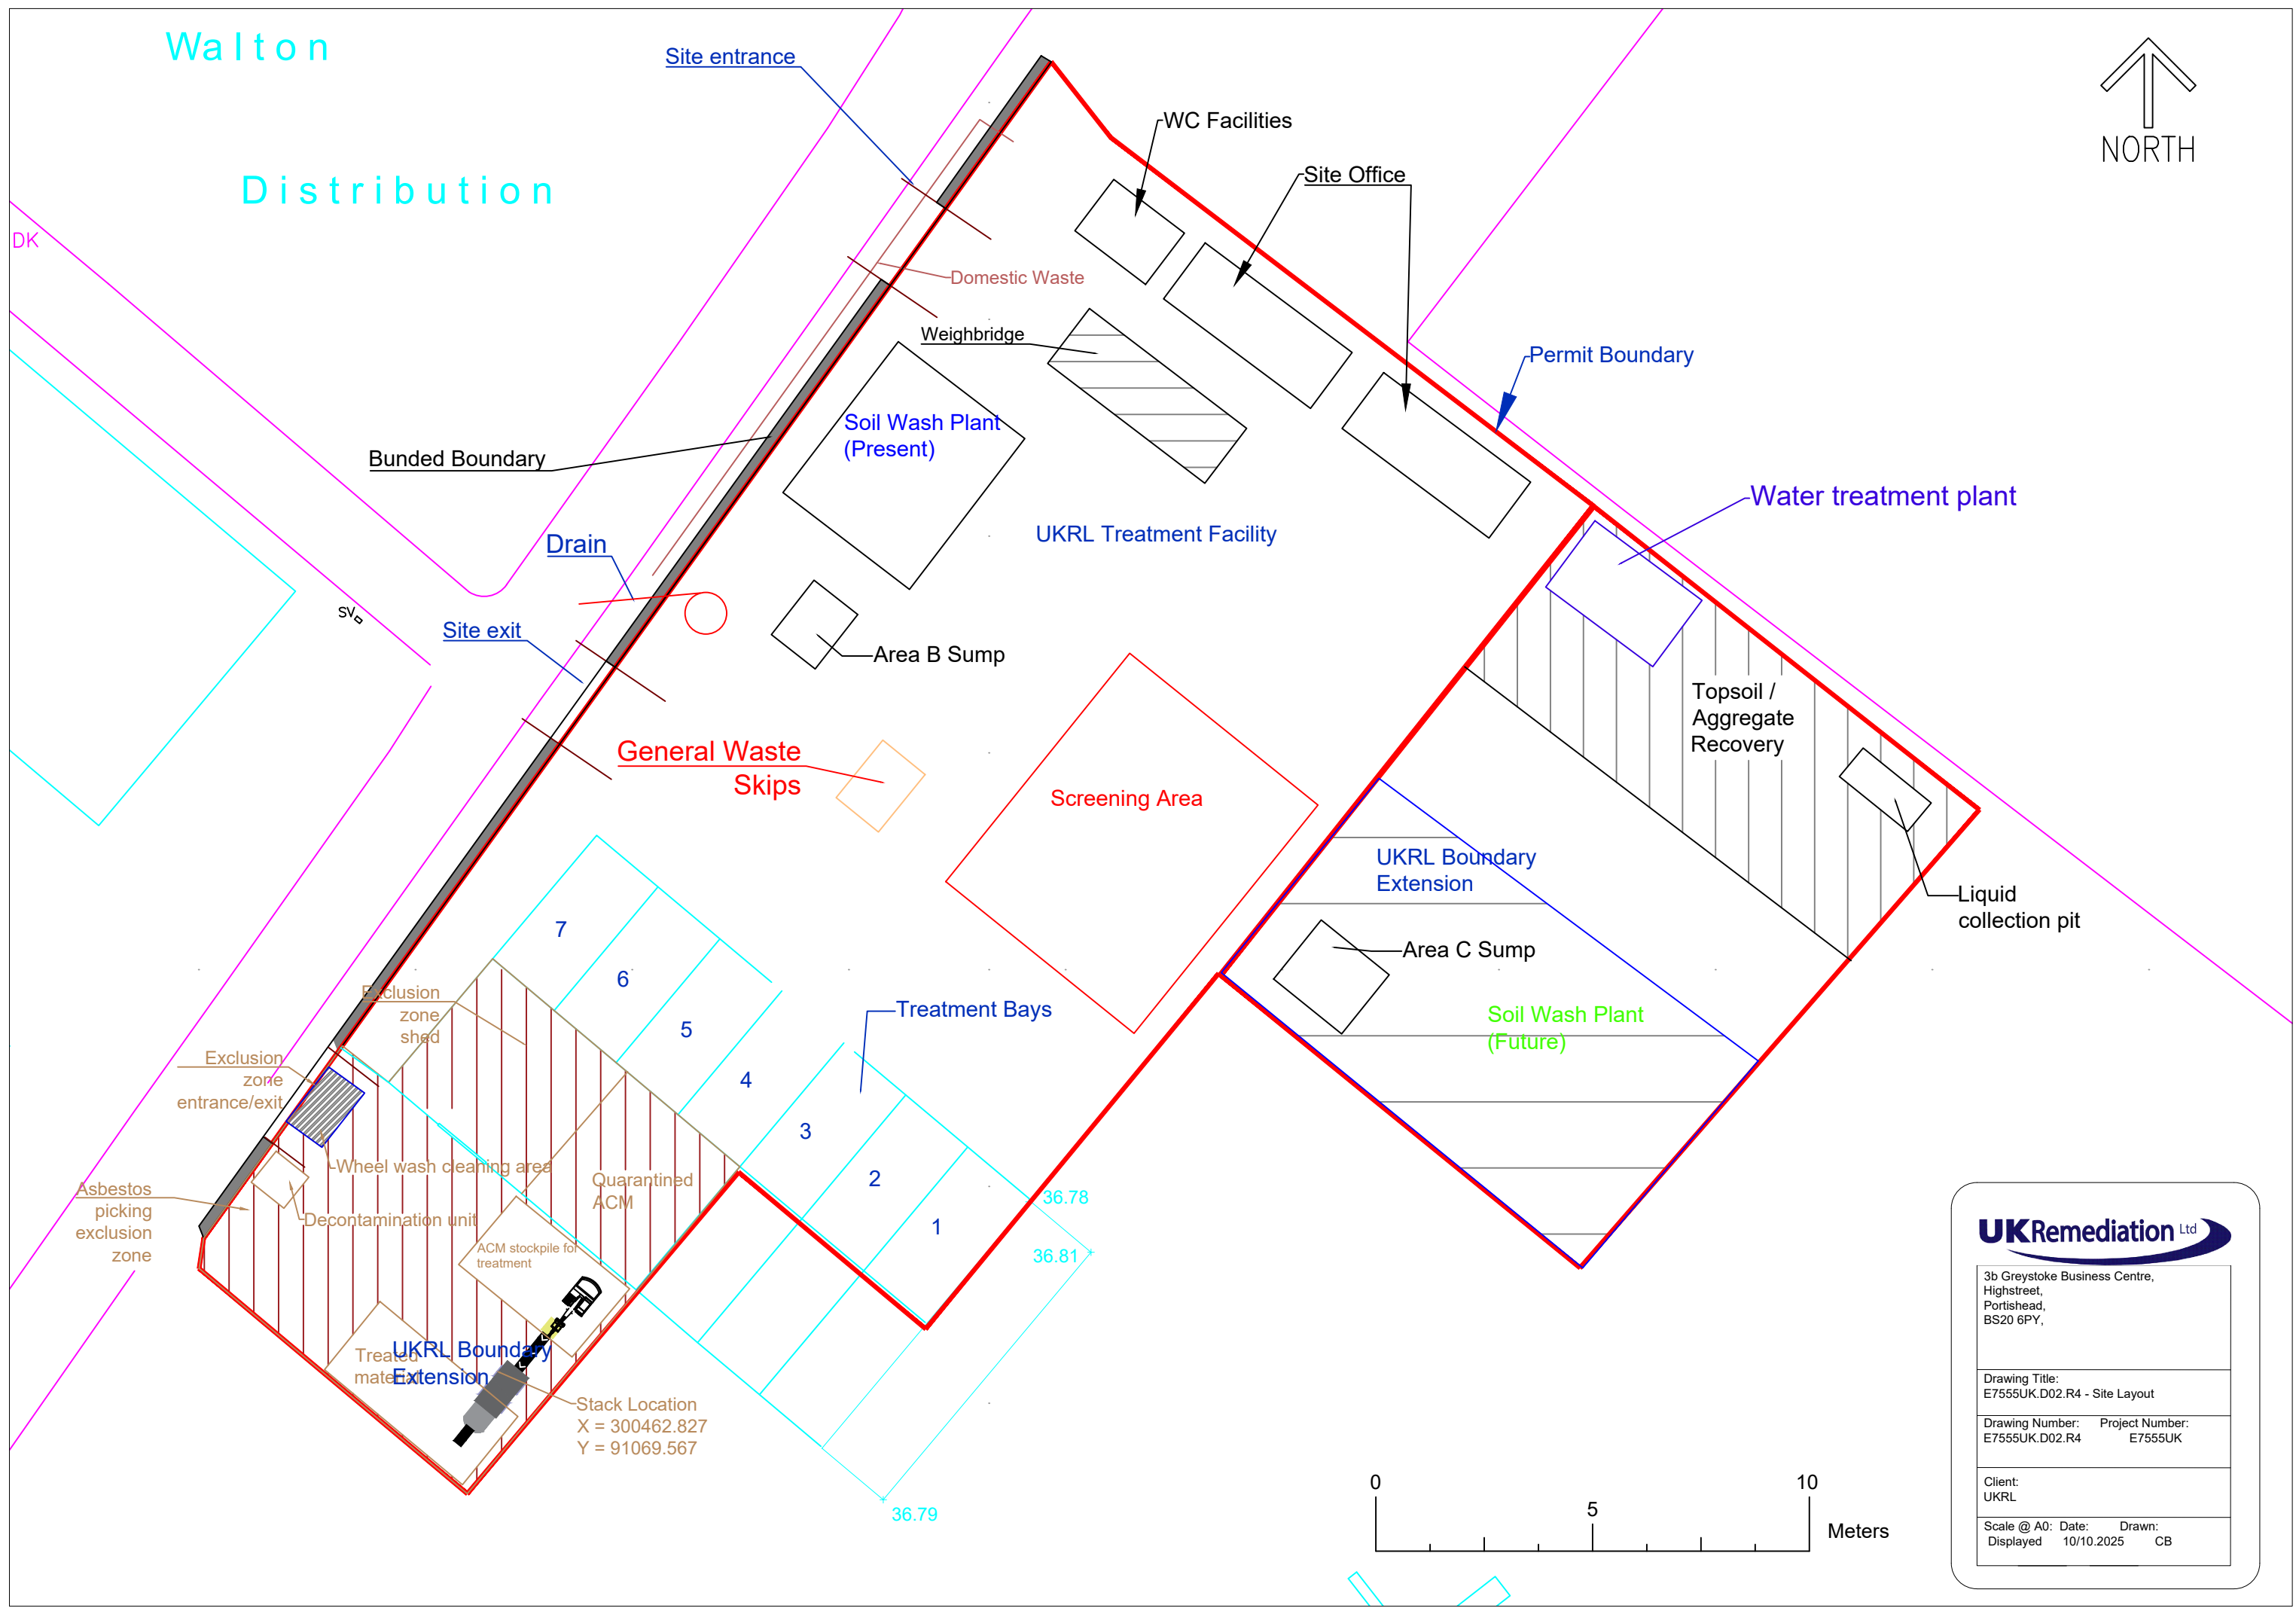 Walton
Distribution
DK
Site entrance
WC Facilities
Site Office
NORTH
Domestic Waste
Weighbridge
Permit Boundary
Soil Wash Plant
(Present)
Bunded Boundary
Water treatment plant
UKRL Treatment Facility
Drain
SV
Site exit
Area B Sump
Topsoil /
Aggregate
Recovery
General Waste
Skips
Screening Area
UKRL Boundary
Extension
Liquid
collection pit
7
6
5
4
3
2
1
Area C Sump
Treatment Bays
Soil Wash Plant
(Future)
Exclusion
zone
shed
Exclusion
zone
entrance/exit
Wheel wash cleaning area
Quarantined
ACM
Asbestos
picking
exclusion
zone
Decontamination unit
ACM stockpile for
treatment
36.78
36.81
36.79
Treated
material
UKRL Boundary
Extension
Stack Location
X = 300462.827
Y = 91069.567
0
5
10
Meters
UKRemediation Ltd
3b Greystoke Business Centre,
Highstreet,
Portishead,
BS20 6PY,
Drawing Title:
E7555UK.D02.R4 - Site Layout
Drawing Number: Project Number:
E7555UK.D02.R4 E7555UK
Client:
UKRL
Scale @ A0: Date: Drawn:
Displayed 10/10.2025 CB